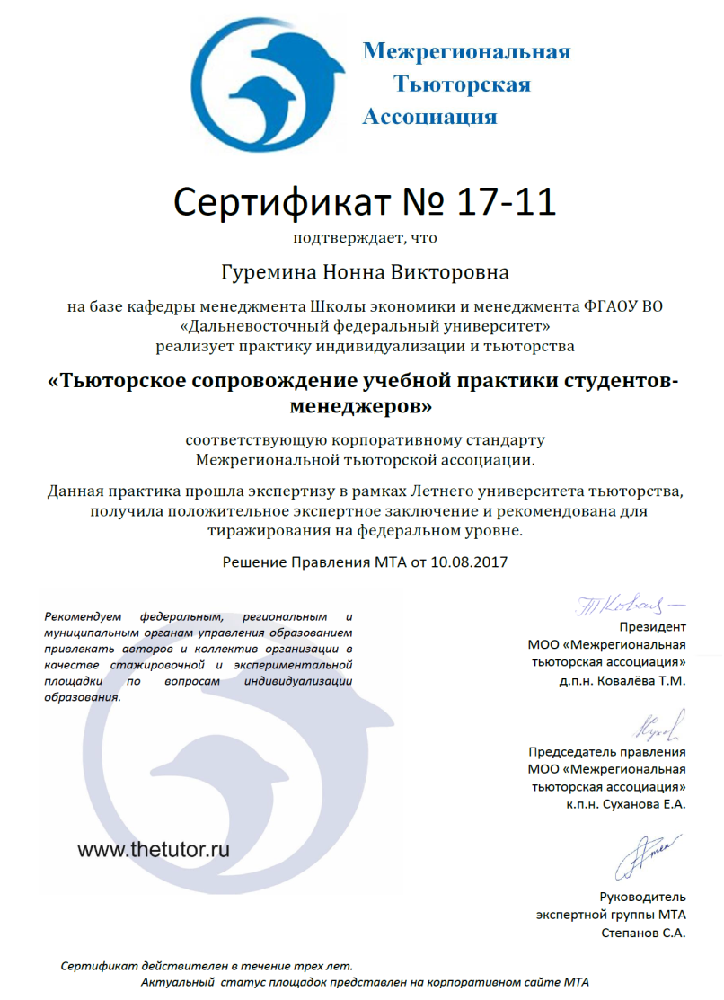 Межрегиональная
Тьюторская
Ассоциация
Сертификат № 17-11
подтверждает, что
Гуремина Нонна Викторовна
на базе кафедры менеджмента Школы экономики и менеджмента ФГАОУ ВО
«Дальневосточный федеральный университет»
реализует практику индивидуализации и тьюторства
«Тьюторское сопровождение учебной практики студентов-
менеджеров»
соответствующую корпоративному стандарту
Межрегиональной тьюторской ассоциации.
Данная практика прошла экспертизу в рамках Летнего университета тьюторства,
получила положительное экспертное заключение и рекомендована для
тиражирования на федеральном уровне.
Решение Правления МТА от 10.08.2017
Рекомендуем федеральным, региональным и
муниципальным органам управления образованием
привлекать авторов и коллектив организации в
качестве стажировочной и экспериментальной
площадки по вопросам индивидуализации
образования.
www.thetutor.ru
Президент
МОО «Межрегиональная
тьюторская ассоциация»
д.п.н. Ковалёва Т.М.
Председатель правления
МОО «Межрегиональная
тьюторская ассоциация»
к.п.н. Суханова Е.А.
Руководитель
экспертной группы МТА
Степанов С.А.
Сертификат действителен в течение трех лет.
Актуальный статус площадок представлен на корпоративном сайте МТА